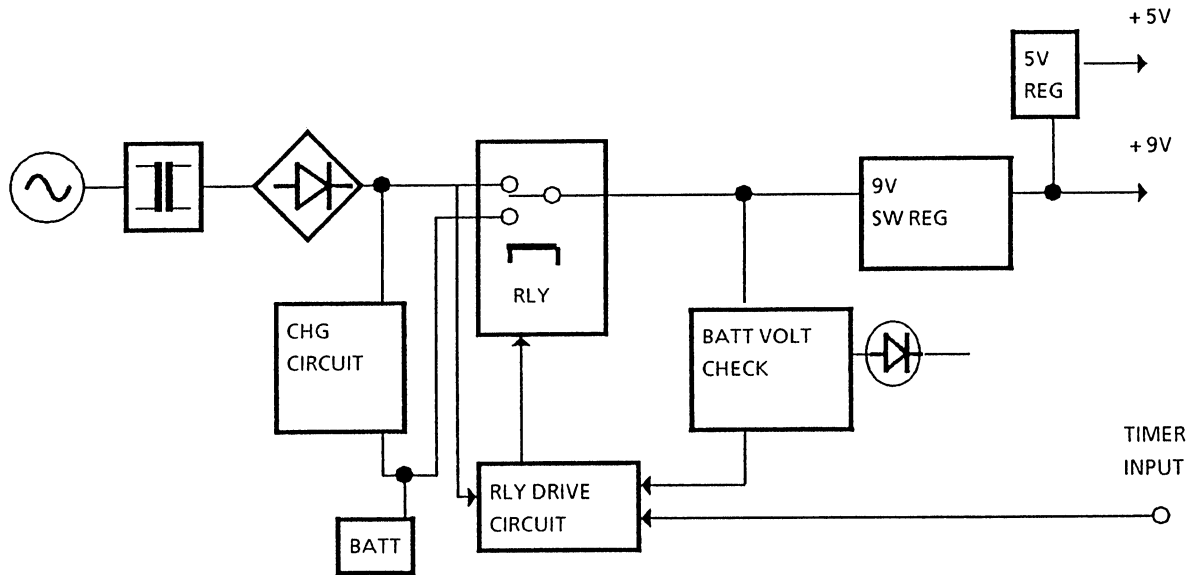 +5V
5V
REG
+9V
9V
SW REG
RLY
CHG
CIRCUIT
BATT VOLT
CHECK
TIMER
INPUT
RLY DRIVE
CIRCUIT
BATT